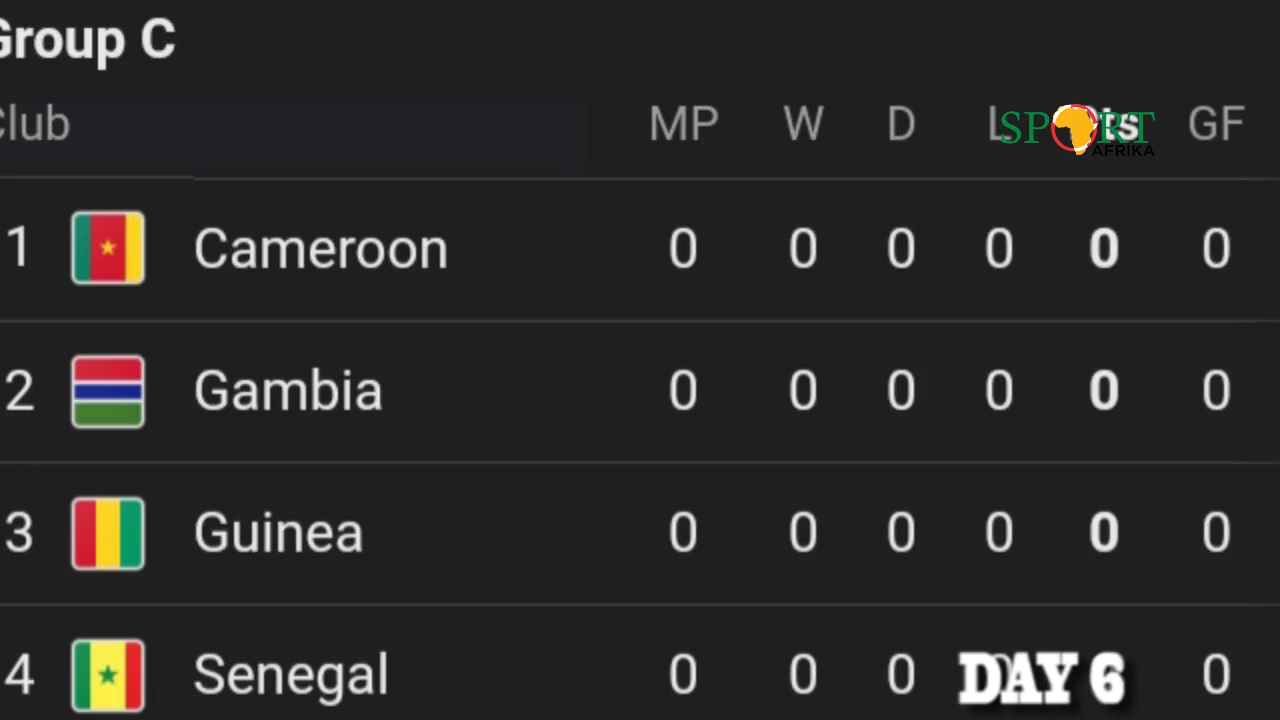 Group C
Club MP W D L Pts GF
SPORT
AFRIKA
1 Cameroon 0 0 0 0 0 0
2 Gambia 0 0 0 0 0 0
3 Guinea 0 0 0 0 0 0
4 Senegal 0 0 0 0
DAY 6